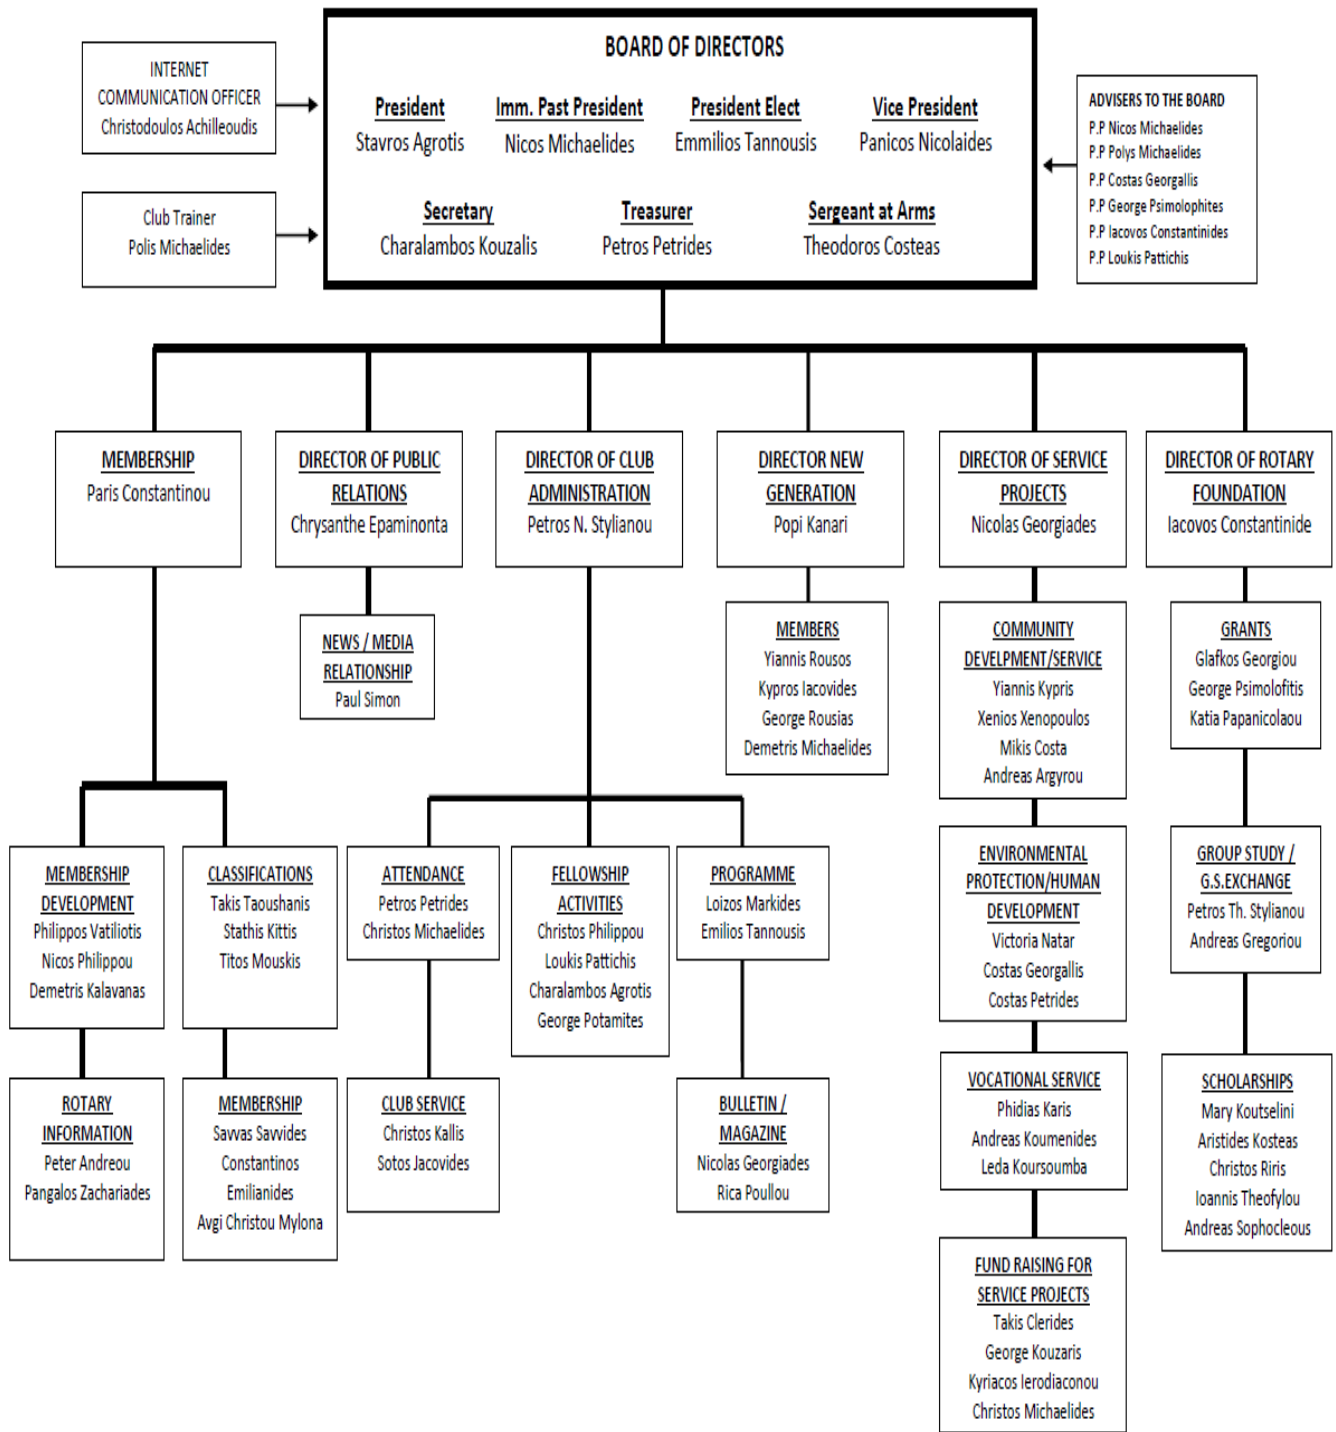 INTERNET
COMMUNICATION OFFICER
Christodoulos Achilleoudis
Club Trainer
Polis Michaelides
BOARD OF DIRECTORS
President
Stavros Agrotis
Imm. Past President
Nicos Michaelides
President Elect
Emmilios Tannousis
Vice President
Panicos Nicolaides
Secretary
Charalambos Kouzalis
Treasurer
Petros Petrides
Sergeant at Arms
Theodoros Costeas
ADVISERS TO THE BOARD
P.P Nicos Michaelides
P.P Polys Michaelides
P.P Costas Georgallis
P.P George Psimolophites
P.P Iacovos Constantinides
P.P Loukis Pattichis
MEMBERSHIP
Paris Constantinou
DIRECTOR OF PUBLIC
RELATIONS
Chrysanthe Epaminonta
DIRECTOR OF CLUB
ADMINISTRATION
Petros N. Stylianou
DIRECTOR NEW
GENERATION
Popi Kanari
DIRECTOR OF SERVICE
PROJECTS
Nicolas Georgiades
DIRECTOR OF ROTARY
FOUNDATION
Iacovos Constantinide
NEWS / MEDIA
RELATIONSHIP
Paul Simon
MEMBERS
Yiannis Rousos
Kypros Iacovides
George Rousias
Demetris Michaelides
COMMUNITY
DEVELPMENT/SERVICE
Yiannis Kypris
Xenios Xenopoulos
Mikis Costa
Andreas Argyrou
GRANTS
Glafkos Georgiou
George Psimolofitis
Katia Papanicolaou
MEMBERSHIP
DEVELOPMENT
Philippos Vatiliotis
Nicos Philippou
Demetris Kalavanas
CLASSIFICATIONS
Takis Taoushanis
Stathis Kittis
Titos Mouskis
ATTENDANCE
Petros Petrides
Christos Michaelides
FELLOWSHIP
ACTIVITIES
Christos Philippou
Loukis Pattichis
Charalambos Agrotis
George Potamites
PROGRAMME
Loizos Markides
Emilios Tannousis
ENVIRONMENTAL
PROTECTION/HUMAN
DEVELOPMENT
Victoria Natar
Costas Georgallis
Costas Petrides
GROUP STUDY /
G.S.EXCHANGE
Petros Th. Stylianou
Andreas Gregoriou
ROTARY
INFORMATION
Peter Andreou
Pangalos Zachariades
MEMBERSHIP
Savvas Savvides
Constantinos
Emilianides
Avgi Christou Mylona
CLUB SERVICE
Christos Kallis
Sotos Jacovides
BULLETIN /
MAGAZINE
Nicolas Georgiades
Rica Poullou
VOCATIONAL SERVICE
Phidias Karis
Andreas Koumenides
Leda Koursoumba
SCHOLARSHIPS
Mary Koutselini
Aristides Kosteas
Christos Riris
Ioannis Theofylou
Andreas Sophocleous
FUND RAISING FOR
SERVICE PROJECTS
Takis Clerides
George Kouzaris
Kyriacos Ierodiaconou
Christos Michaelides